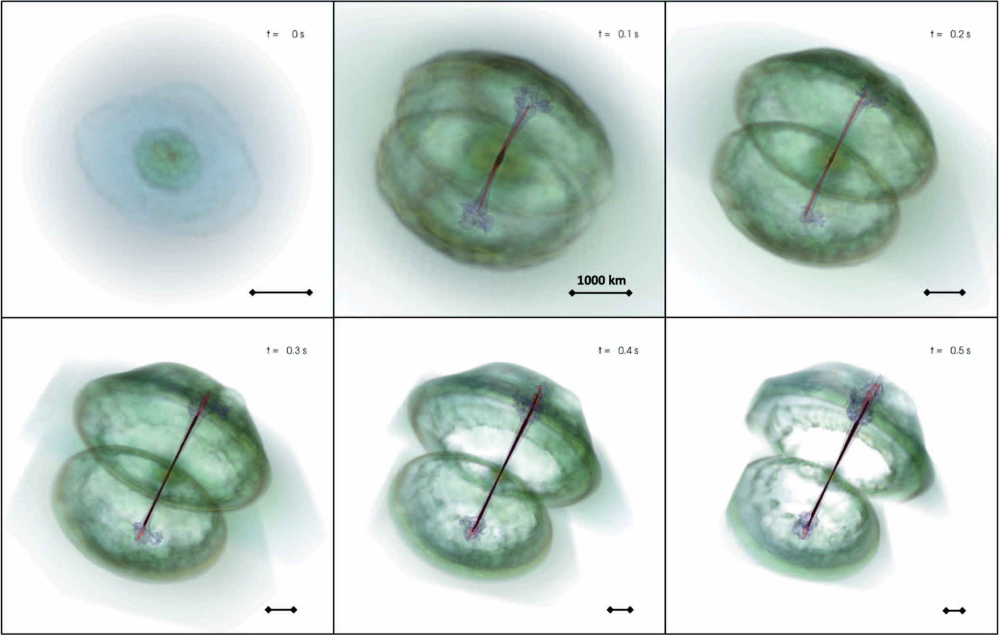 t = 0 s
t = 0.1 s
t = 0.2 s
1000 km
t = 0.3 s
t = 0.4 s
t = 0.5 s